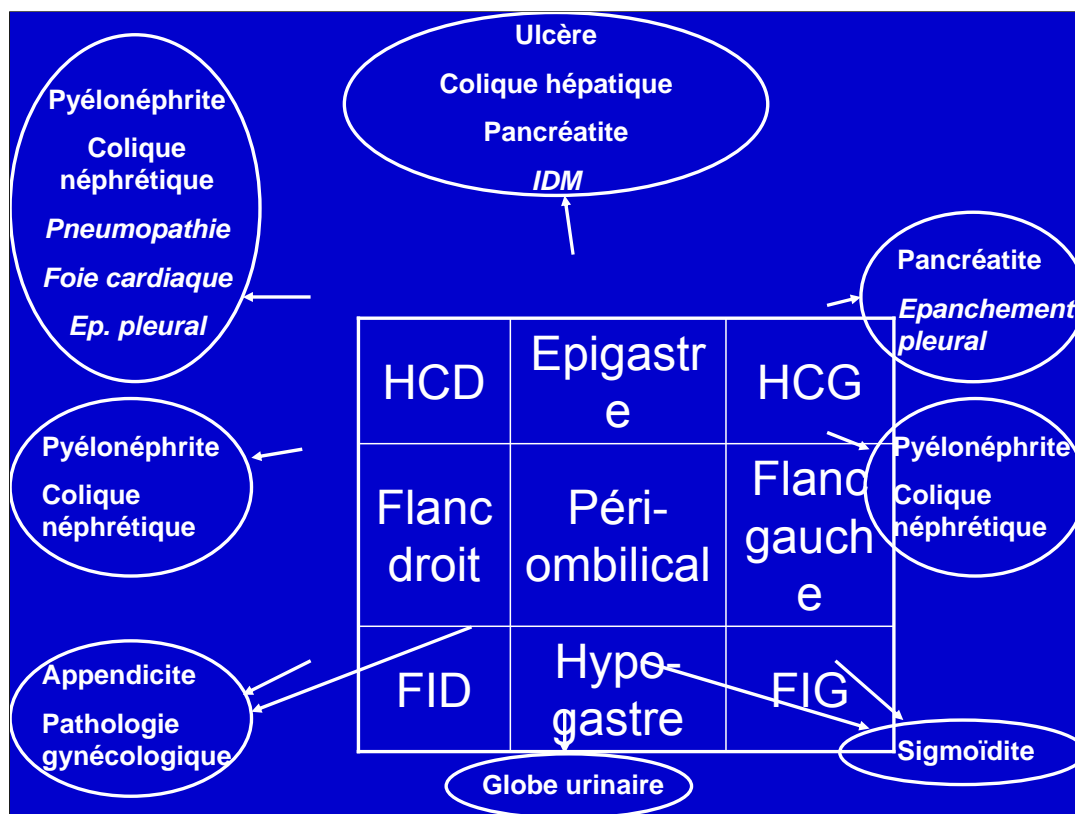 Ulcère
Colique hépatique
Pancréatite
IDM
Pyélonéphrite
Colique
néphrétique
Pneumopathie
Foie cardiaque
Ep. pleural
Pancréatite
Epanchement
pleural
HCD
Epigastr
e
HCG
Pyélonéphrite
Colique
néphrétique
Flanc
droit
Péri-
ombilical
Flanc
gauch
e
Pyélonéphrite
Colique
néphrétique
Appendicite
Pathologie
gynécologique
FID
Hypo-
gastre
FIG
Sigmoïdite
Globe urinaire